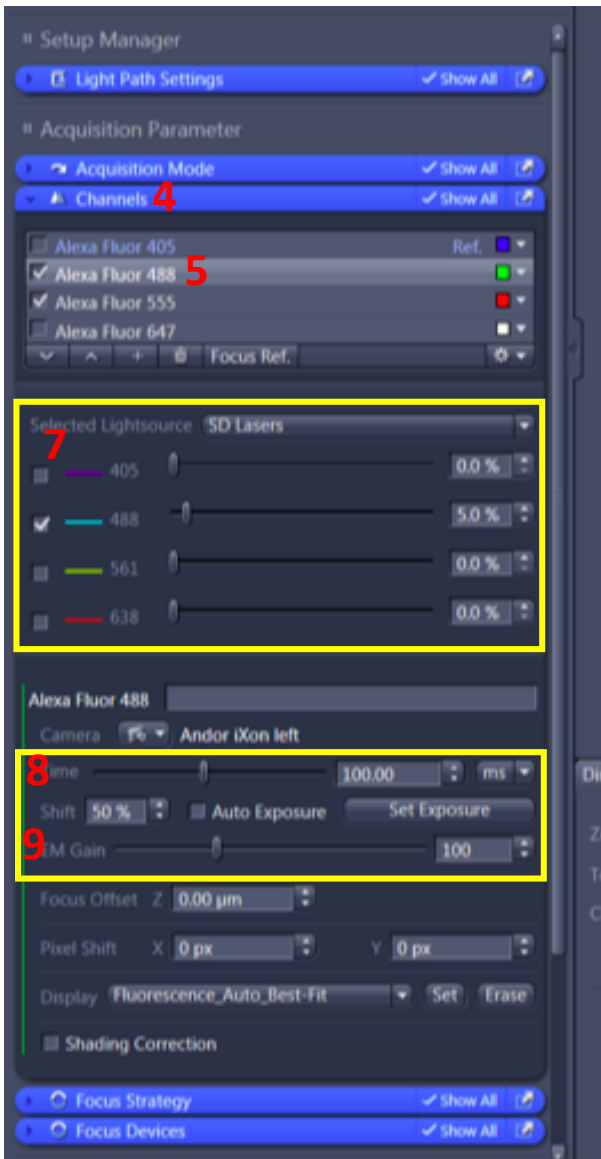 Setup Manager
Light Path Settings Show All
Acquisition Parameter
Acquisition Mode Show All
Channels 4 Show All
Alexa Fluor 405 Ref.
Alexa Fluor 488 5
Alexa Fluor 555
Alexa Fluor 647
+ Focus Ref.
Selected Lightsource SD Lasers
7
405 0.0 %
488 5.0 %
561 0.0 %
638 0.0 %
Alexa Fluor 488
Camera Andor iXon left
8 Time 100.00 ms
Shift 50 % Auto Exposure Set Exposure
9 EM Gain 100
Focus Offset Z 0.00 µm
Pixel Shift X 0 px Y 0 px
Display Fluorescence_Auto_Best-Fit Set Erase
Shading Correction
Focus Strategy Show All
Focus Devices Show All